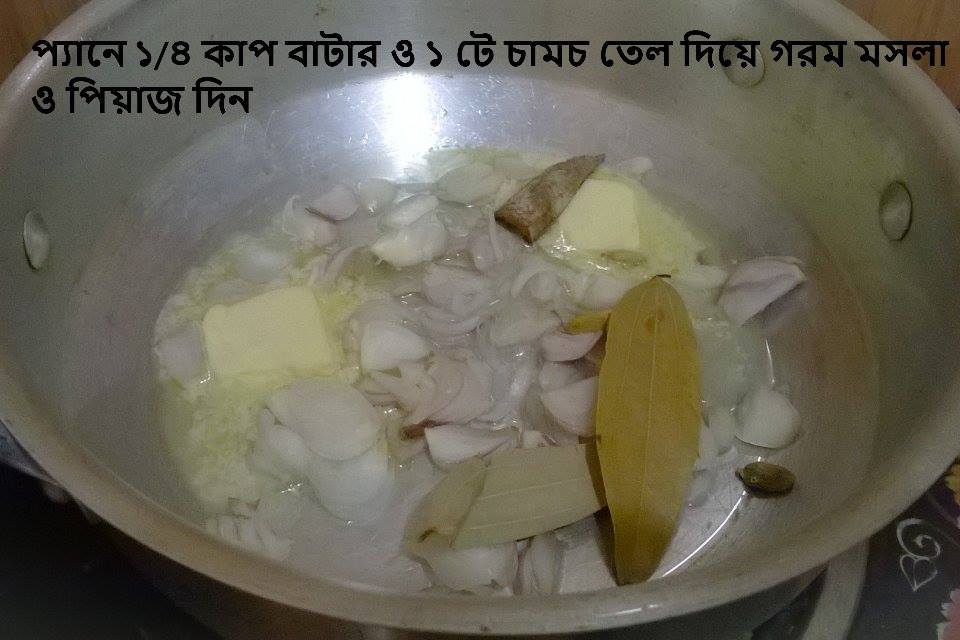 প্যানে ১/৪ কাপ বাটার ও ১ টে চামচ তেল দিয়ে গরম মসলা
ও পিয়াজ দিন